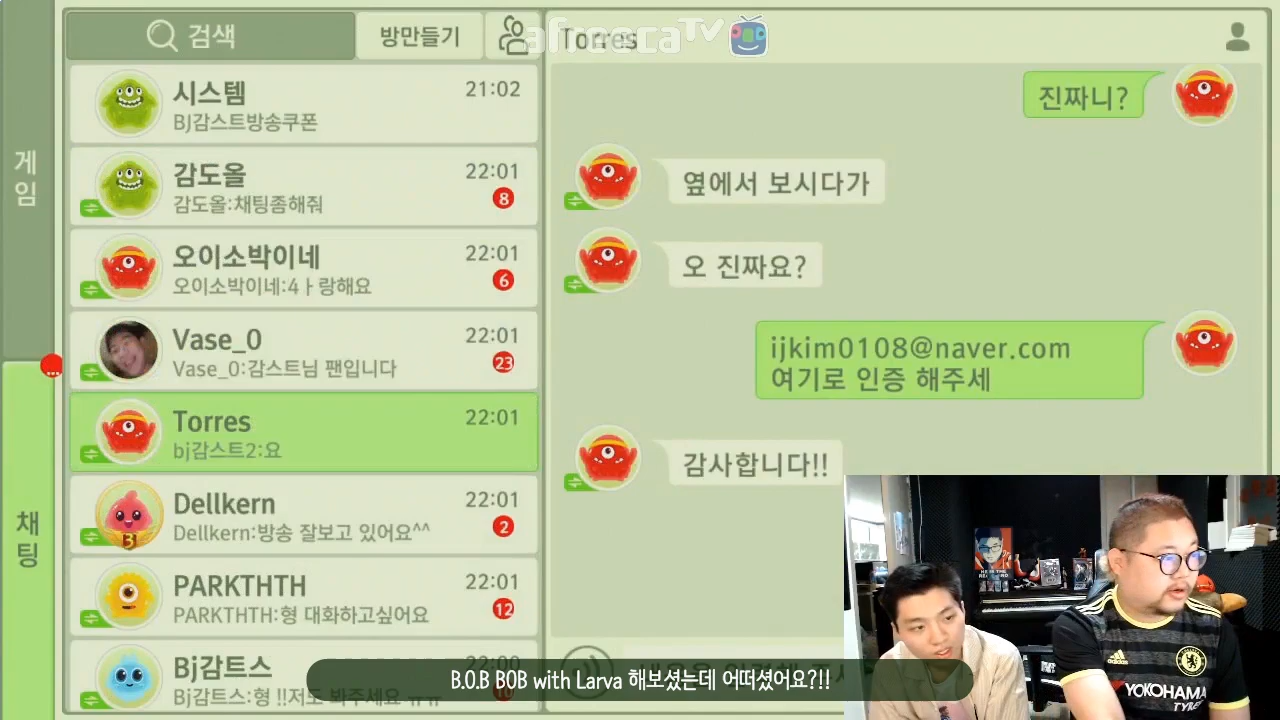 검색
방만들기
Torres
afreecaTV
게임
채팅
시스템
21:02
BJ감스트방송쿠폰
감도올
22:01
감도올:채팅좀해줘
8
오이소박이네
22:01
오이소박이네:4ㅏ랑해요
6
Vase_0
22:01
Vase_0:감스트님 팬입니다
23
Torres
22:01
bj감스트2:요
Dellkern
22:01
Dellkern:방송 잘보고 있어요^^
2
3
PARKTHTH
22:01
PARKTHTH:형 대화하고싶어요
12
Bj감트스
22:00
Bj감트스:형 !!저도 봐주세요 ㅠㅠ
진짜니?
옆에서 보시다가
오 진짜요?
ijkim0108@naver.com
여기로 인증 해주세
감사합니다!!
B.O.B BOB with Larva 해보셨는데 어떠셨어요?!!
adidas
YOKOHAMA
TYRES